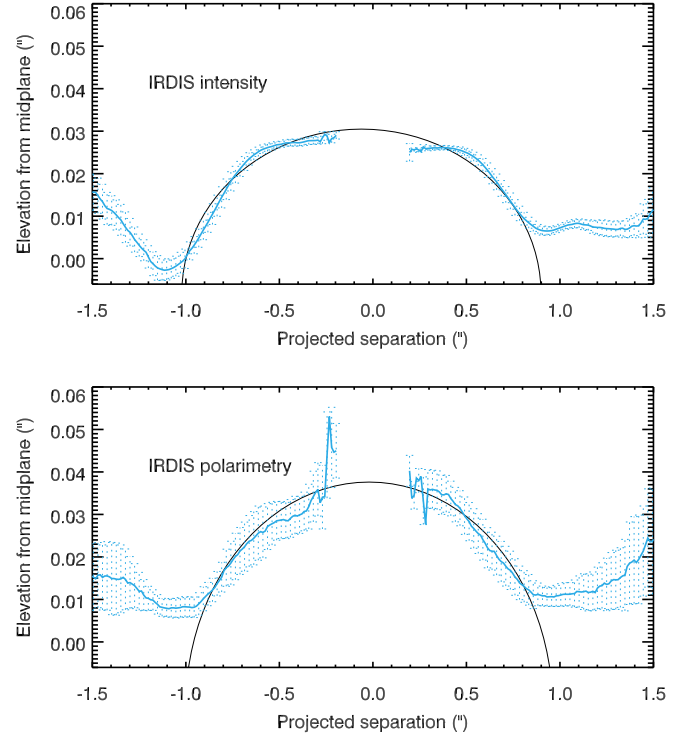 0.06
0.05
0.04
0.03
0.02
0.01
0.00
Elevation from midplane (")
IRDIS intensity
-1.5 -1.0 -0.5 0.0 0.5 1.0 1.5
Projected separation (")
0.06
0.05
0.04
0.03
0.02
0.01
0.00
Elevation from midplane (")
IRDIS polarimetry
-1.5 -1.0 -0.5 0.0 0.5 1.0 1.5
Projected separation (")